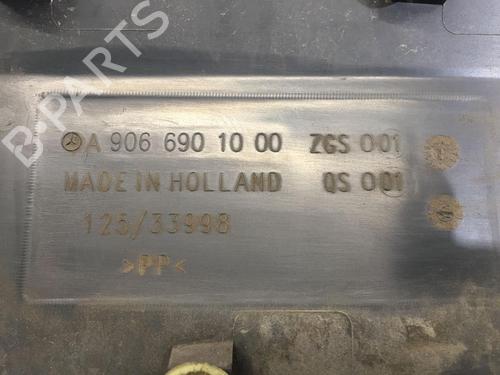 B-PARTS
A 906 690 10 00 ZGS 001
MADE IN HOLLAND QS 001
125/33998
>PP<